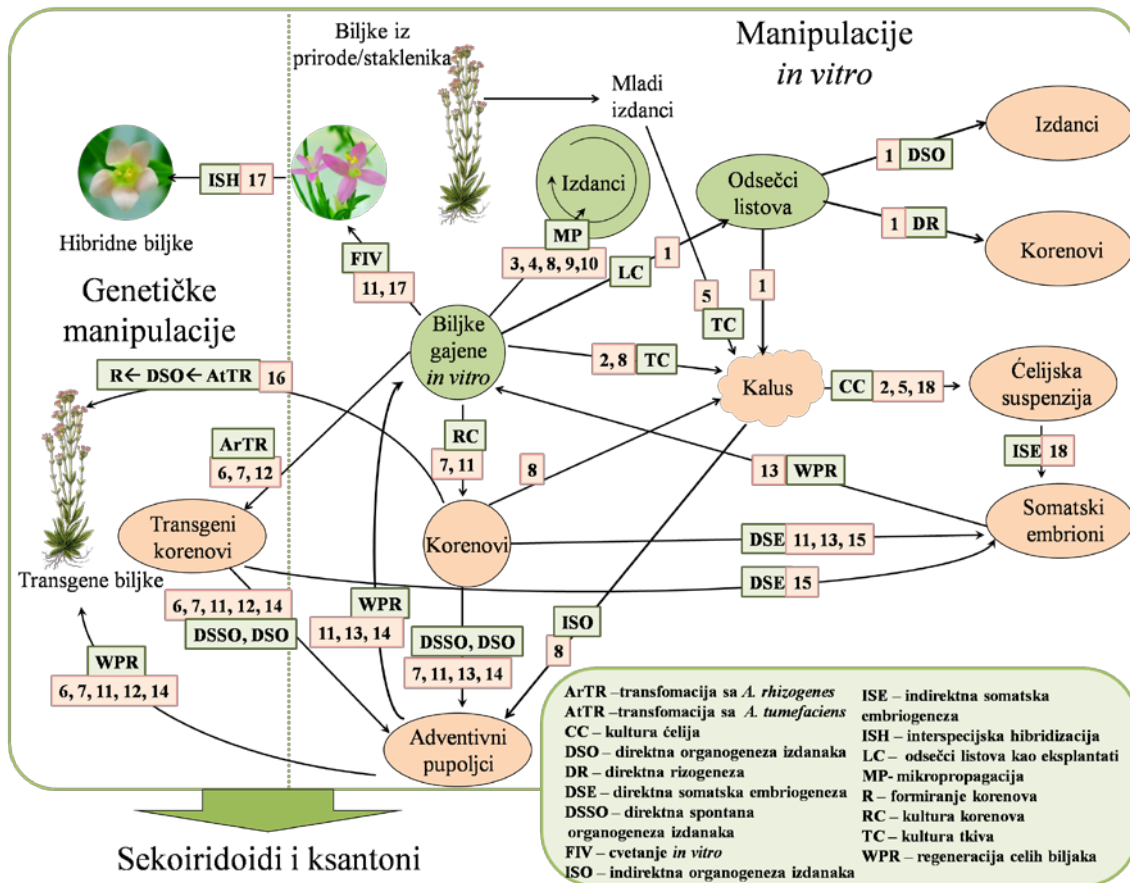 Biljke iz
prirode/staklenika
Manipulacije
in vitro
Mladi
izdanci
Izdanci
1 DSO
Odsečci
listova
Izdanci
ISH 17
Hibridne biljke
MP
3, 4, 8, 9,10
FIV
11, 17
LC
1
1 DR
Korenovi
5
TC
1
Genetičke
manipulacije
Biljke
gajene
in vitro
2, 8 TC
Kalus
CC 2, 5, 18
Ćelijska
suspenzija
R← DSO ← AtTR 16
ArTR
6, 7, 12
RC
7, 11
8
13 WPR
ISE 18
Transgeni
korenovi
Korenovi
DSE 11, 13, 15
Somatski
embrioni
Transgene biljke
DSE 15
6, 7, 11, 12, 14
DSSO, DSO
WPR
11, 13, 14
DSSO, DSO
7, 11, 13, 14
ISO
8
WPR
6, 7, 11, 12, 14
Adventivni
pupoljci
ArTR –transfomacija sa A. rhizogenes
AtTR –transfomacija sa A. tumefaciens
CC – kultura ćelija
DSO – direktna organogeneza izdanaka
DR – direktna rizogeneza
DSE – direktna somatska embriogeneza
DSSO – direktna spontana
organogeneza izdanaka
FIV – cvetanje in vitro
ISO – indirektna organogeneza izdanaka
ISE – indirektna somatska
embriogeneza
ISH – interspecijska hibridizacija
LC – odsečci listova kao eksplantati
MP- mikropropagacija
R – formiranje korenova
RC – kultura korenova
TC – kultura tkiva
WPR – regeneracija celih biljaka
Sekoiridoidi i ksantoni